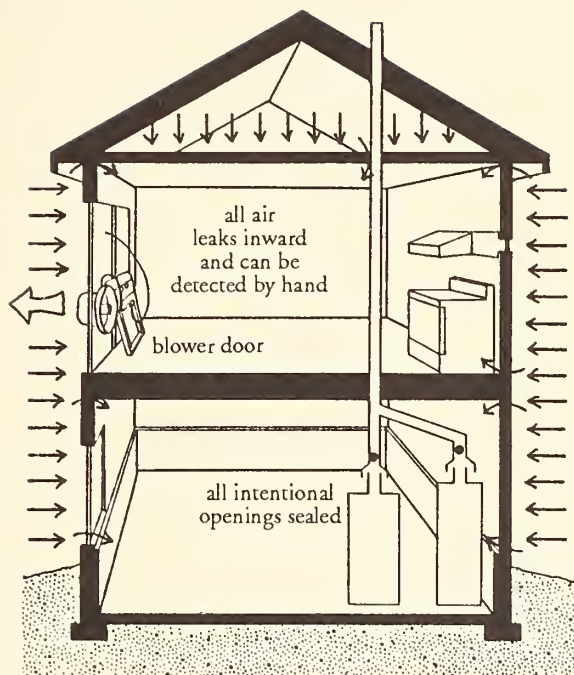 all air
leaks inward
and can be
detected by hand
blower door
all intentional
openings sealed